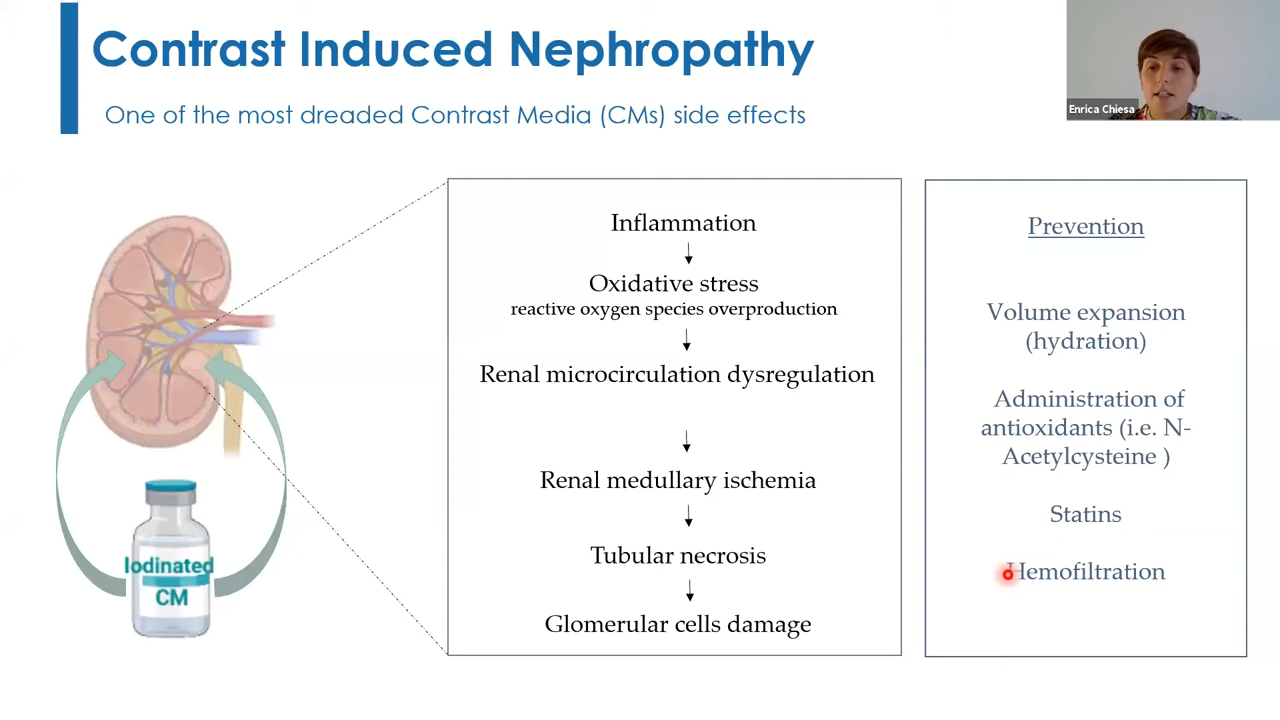 Contrast Induced Nephropathy
One of the most dreaded Contrast Media (CMs) side effects
Enrica Chiesa
Iodinated
CM
Inflammation
Oxidative stress
reactive oxygen species overproduction
Renal microcirculation dysregulation
Renal medullary ischemia
Tubular necrosis
Glomerular cells damage
Prevention
Volume expansion
(hydration)
Administration of
antioxidants (i.e. N-
Acetylcysteine )
Statins
Hemofiltration